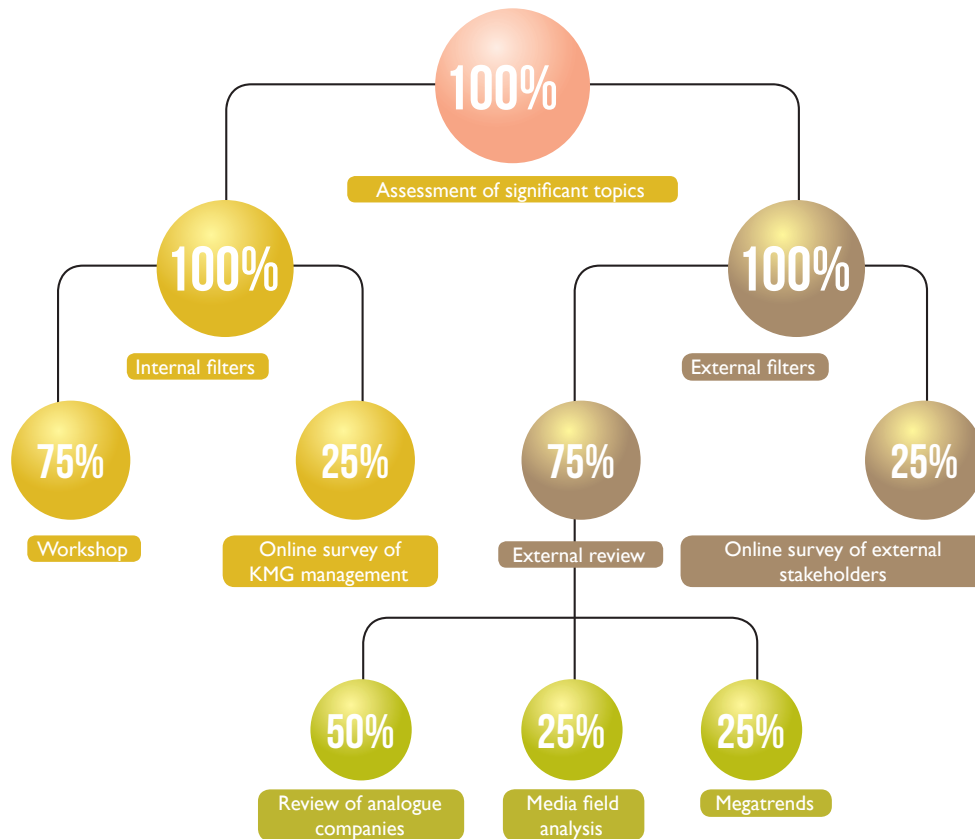 100%
Assessment of significant topics
100%
100%
Internal filters
External filters
75%
25%
75%
25%
Workshop
Online survey of
KMG management
External review
Online survey of external
stakeholders
50%
25%
25%
Review of analogue
companies
Media field
analysis
Megatrends